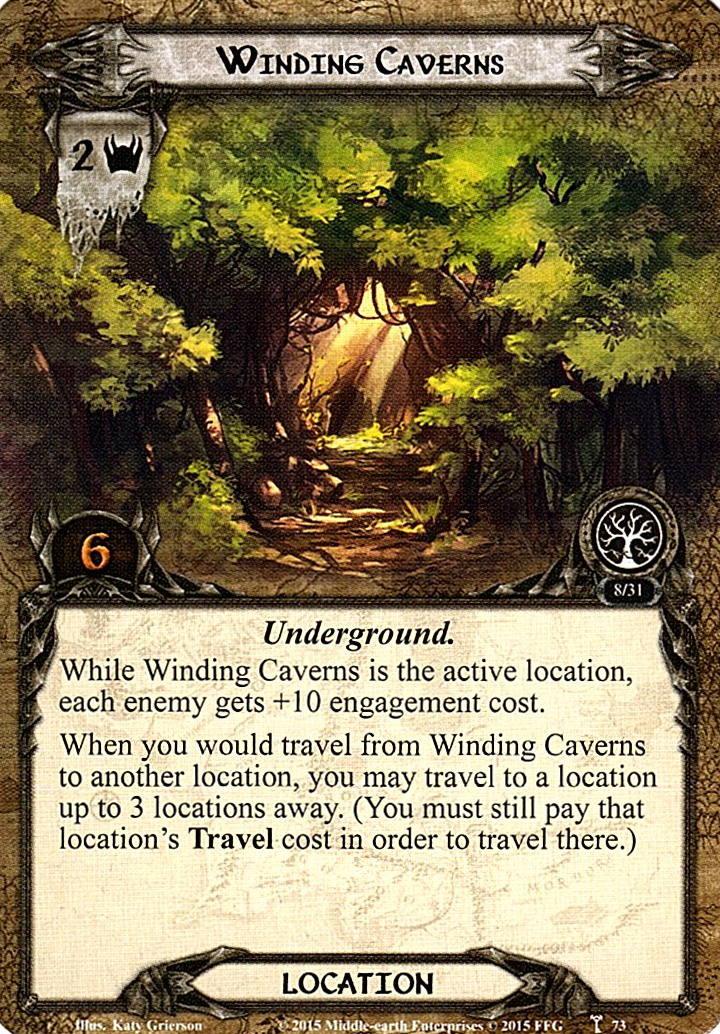 Winding Caverns
2
6
8/31
Underground.
While Winding Caverns is the active location,
each enemy gets +10 engagement cost.
When you would travel from Winding Caverns
to another location, you may travel to a location
up to 3 locations away. (You must still pay that
location's Travel cost in order to travel there.)
MORDOR
LOCATION
Illus. Katy Grierson © 2015 Middle-earth Enterprises © 2015 FFG 73